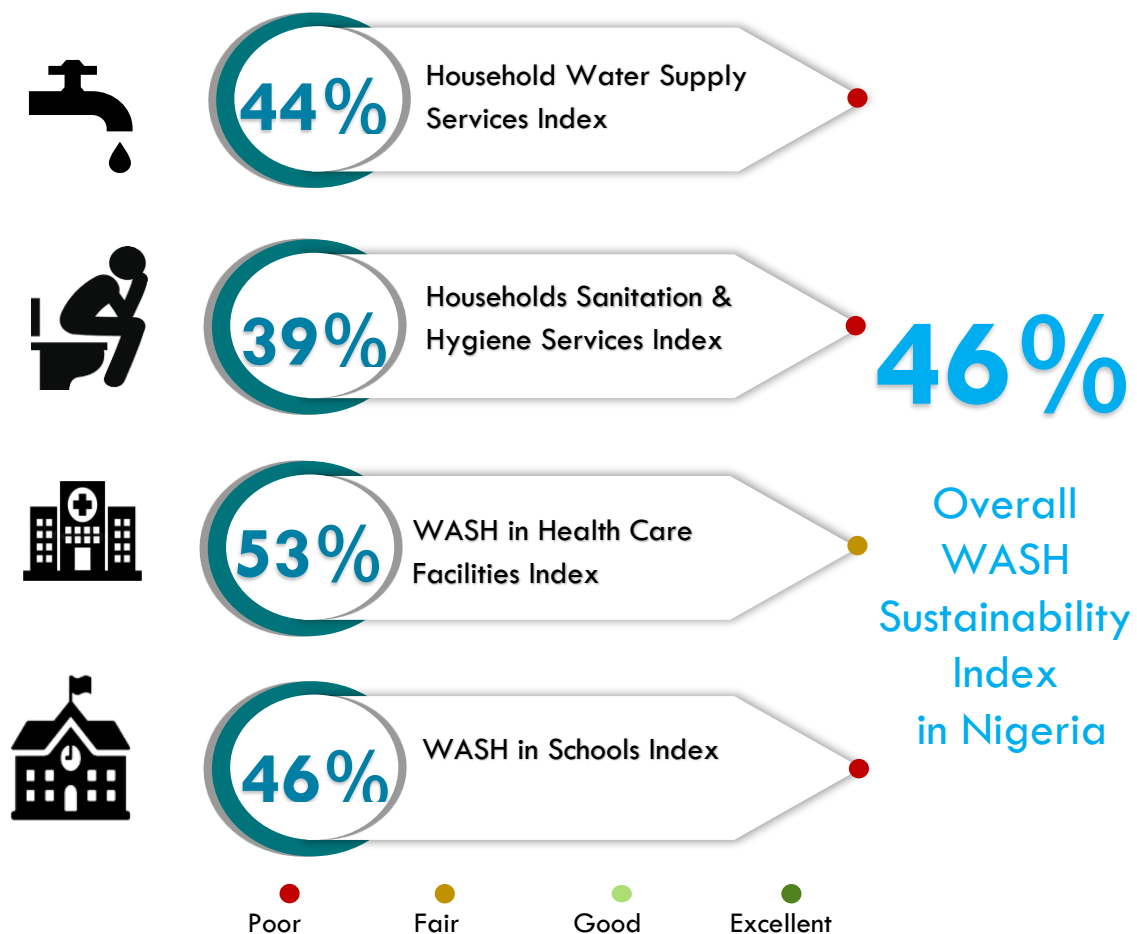 44%
Household Water Supply
Services Index
39%
Households Sanitation &
Hygiene Services Index
53%
WASH in Health Care
Facilities Index
46%
WASH in Schools Index
46%
Overall
WASH
Sustainability
Index
in Nigeria
Poor
Fair
Good
Excellent